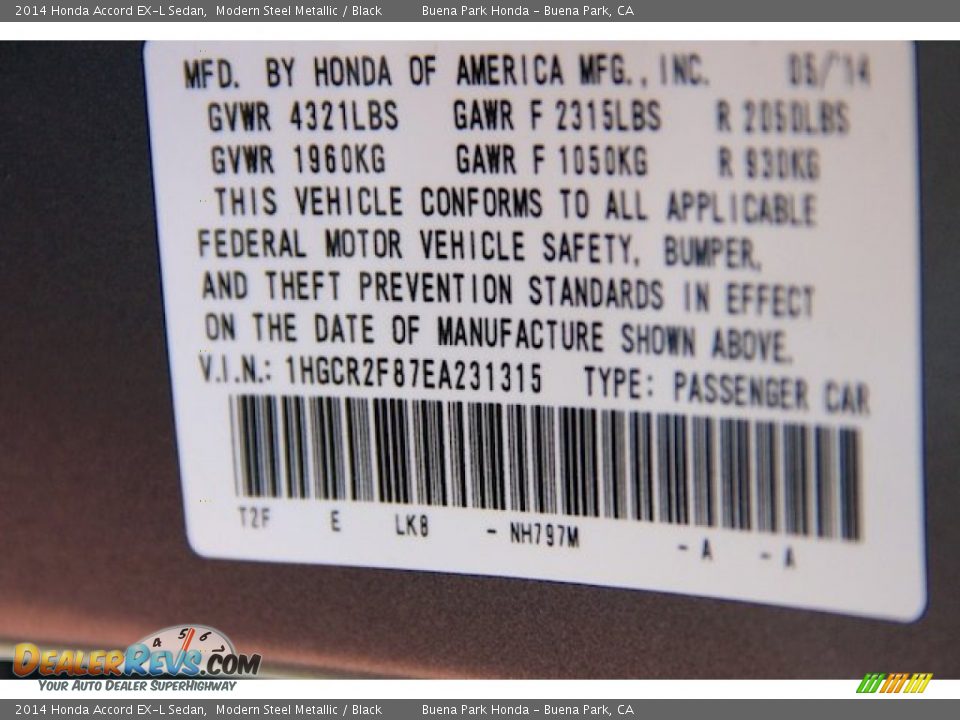 2014 Honda Accord EX-L Sedan, Modern Steel Metallic / Black Buena Park Honda - Buena Park, CA
MFD. BY HONDA OF AMERICA MFG., INC. 05/'14
GVWR 4321LBS GAWR F 2315LBS R 2050LBS
GVWR 1960KG GAWR F 1050KG R 930KG
THIS VEHICLE CONFORMS TO ALL APPLICABLE
FEDERAL MOTOR VEHICLE SAFETY, BUMPER,
AND THEFT PREVENTION STANDARDS IN EFFECT
ON THE DATE OF MANUFACTURE SHOWN ABOVE.
V.I.N.: 1HGCR2F87EA231315 TYPE: PASSENGER CAR
T2F E LK8 - NH797M - A - A
4 5 6 7
DEALERREVS.COM
YOUR AUTO DEALER SUPERHIGHWAY
2014 Honda Accord EX-L Sedan, Modern Steel Metallic / Black Buena Park Honda - Buena Park, CA